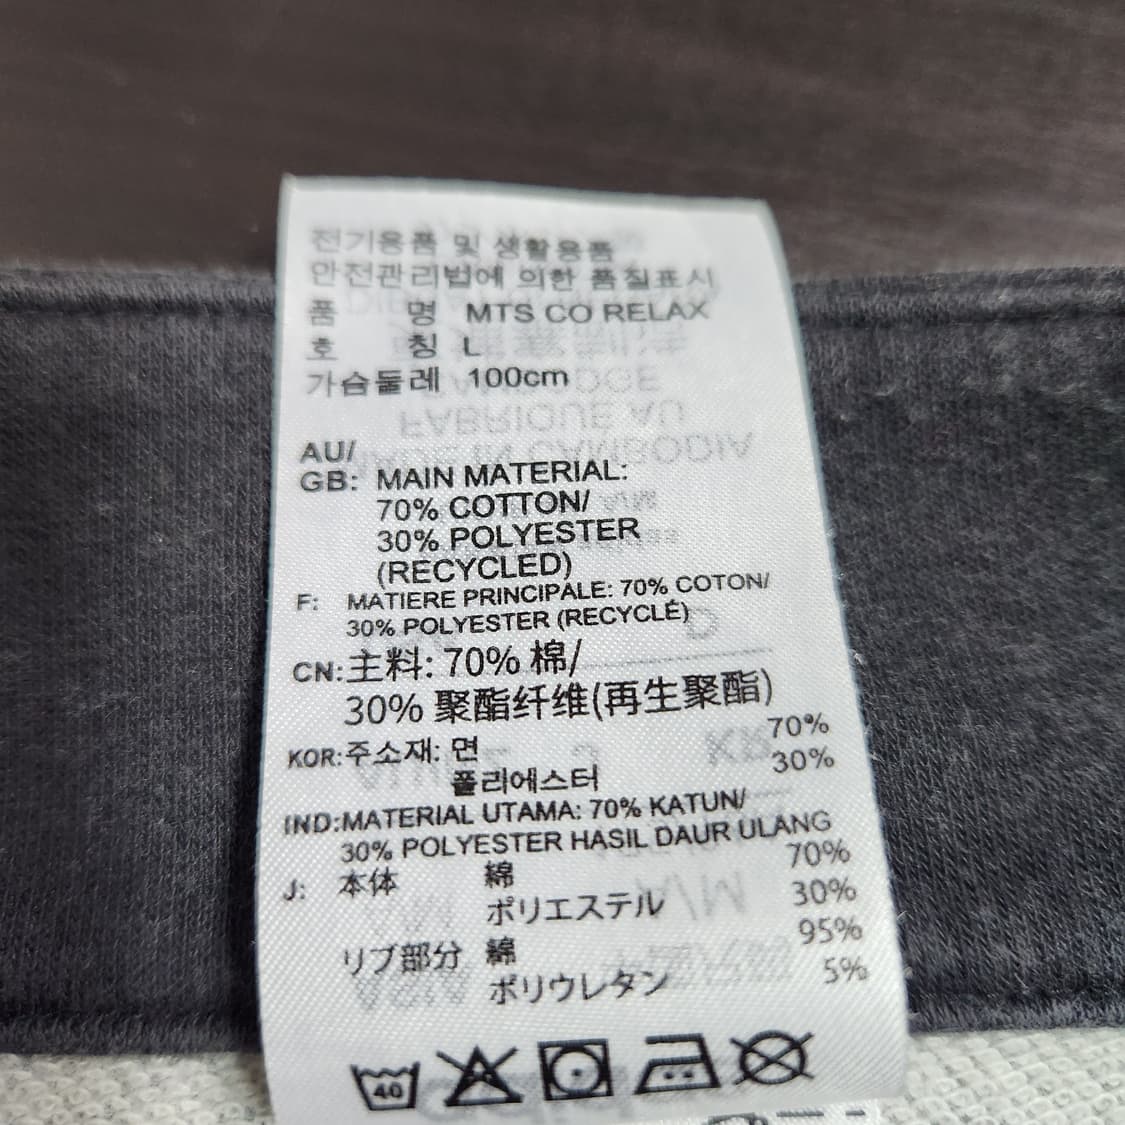 전기용품 및 생활용품
안전관리법에 의한 품질표시
품 명 MTS CO RELAX
호 칭 L
가슴둘레 100cm
AU/
GB: MAIN MATERIAL:
70% COTTON/
30% POLYESTER
(RECYCLED)
F: MATIERE PRINCIPALE: 70% COTON/
30% POLYESTER (RECYCLÉ)
CN: 主料: 70% 棉/
30% 聚酯纤维(再生聚酯)
KOR: 주소재: 면 70%
폴리에스터 30%
IND: MATERIAL UTAMA: 70% KATUN/
30% POLYESTER HASIL DAUR ULANG
J: 本体 綿 70%
ポリエステル 30%
リブ部分 綿 95%
ポリウレタン 5%
40